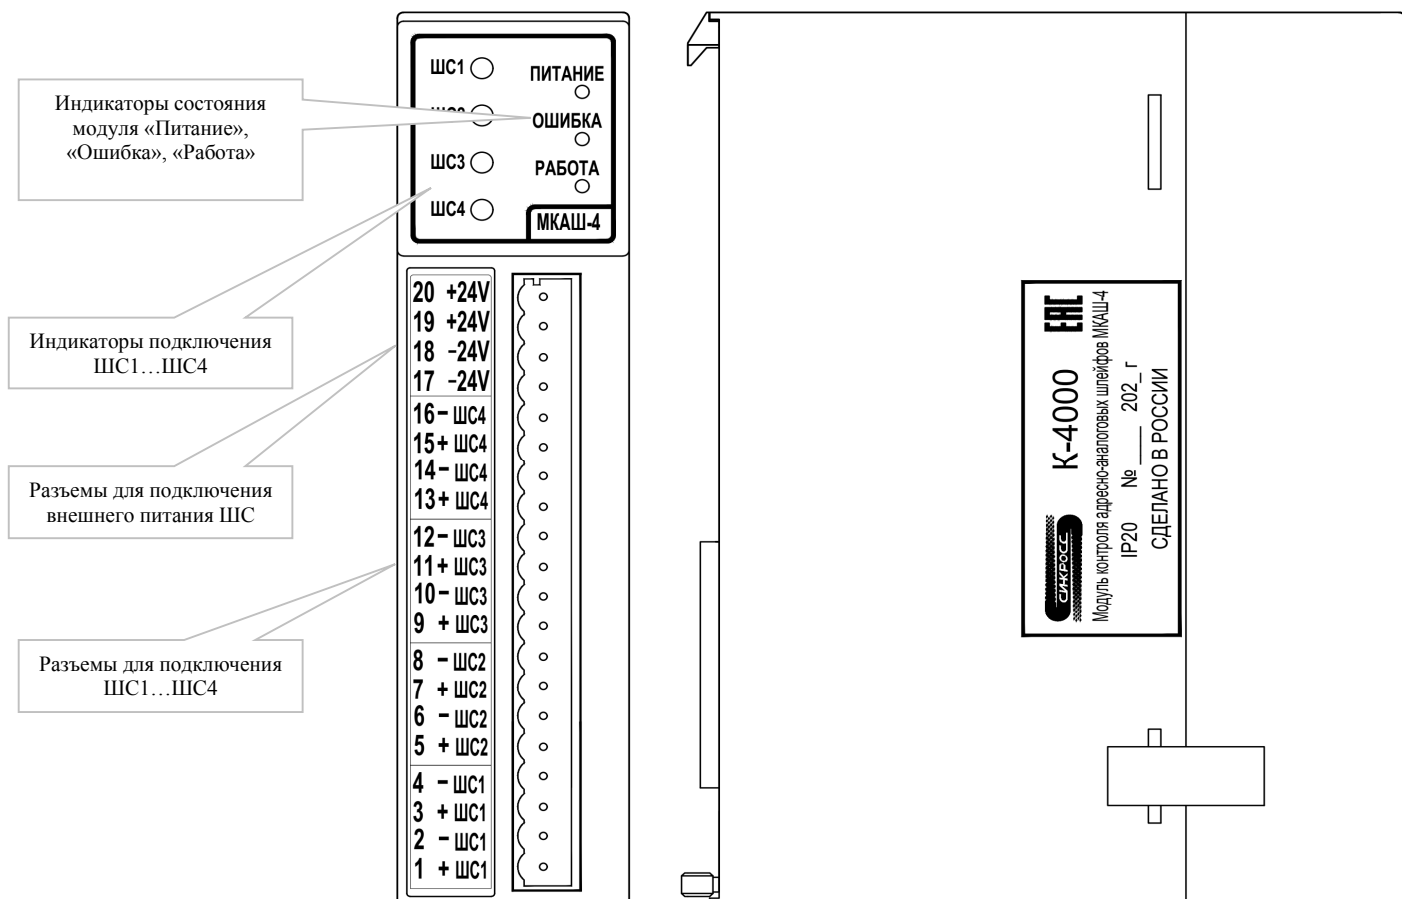 Индикаторы состояния
модуля «Питание»,
«Ошибка», «Работа»
Индикаторы подключения
ШС1…ШС4
Разъемы для подключения
внешнего питания ШС
Разъемы для подключения
ШС1…ШС4
ШС1
ШС3
ШС4
ПИТАНИЕ
ОШИБКА
РАБОТА
МКАШ-4
20 +24V
19 +24V
18 -24V
17 -24V
16- ШС4
15+ ШС4
14- ШС4
13+ ШС4
12- ШС3
11+ ШС3
10- ШС3
9 + ШС3
8 - ШС2
7 + ШС2
6 - ШС2
5 + ШС2
4 - ШС1
3 + ШС1
2 - ШС1
1 + ШС1
СИНКРОСС К-4000 ЕАС
Модуль контроля адресно-аналоговых шлейфов МКАШ-4
IP20 № ____ 202_ г
СДЕЛАНО В РОССИИ